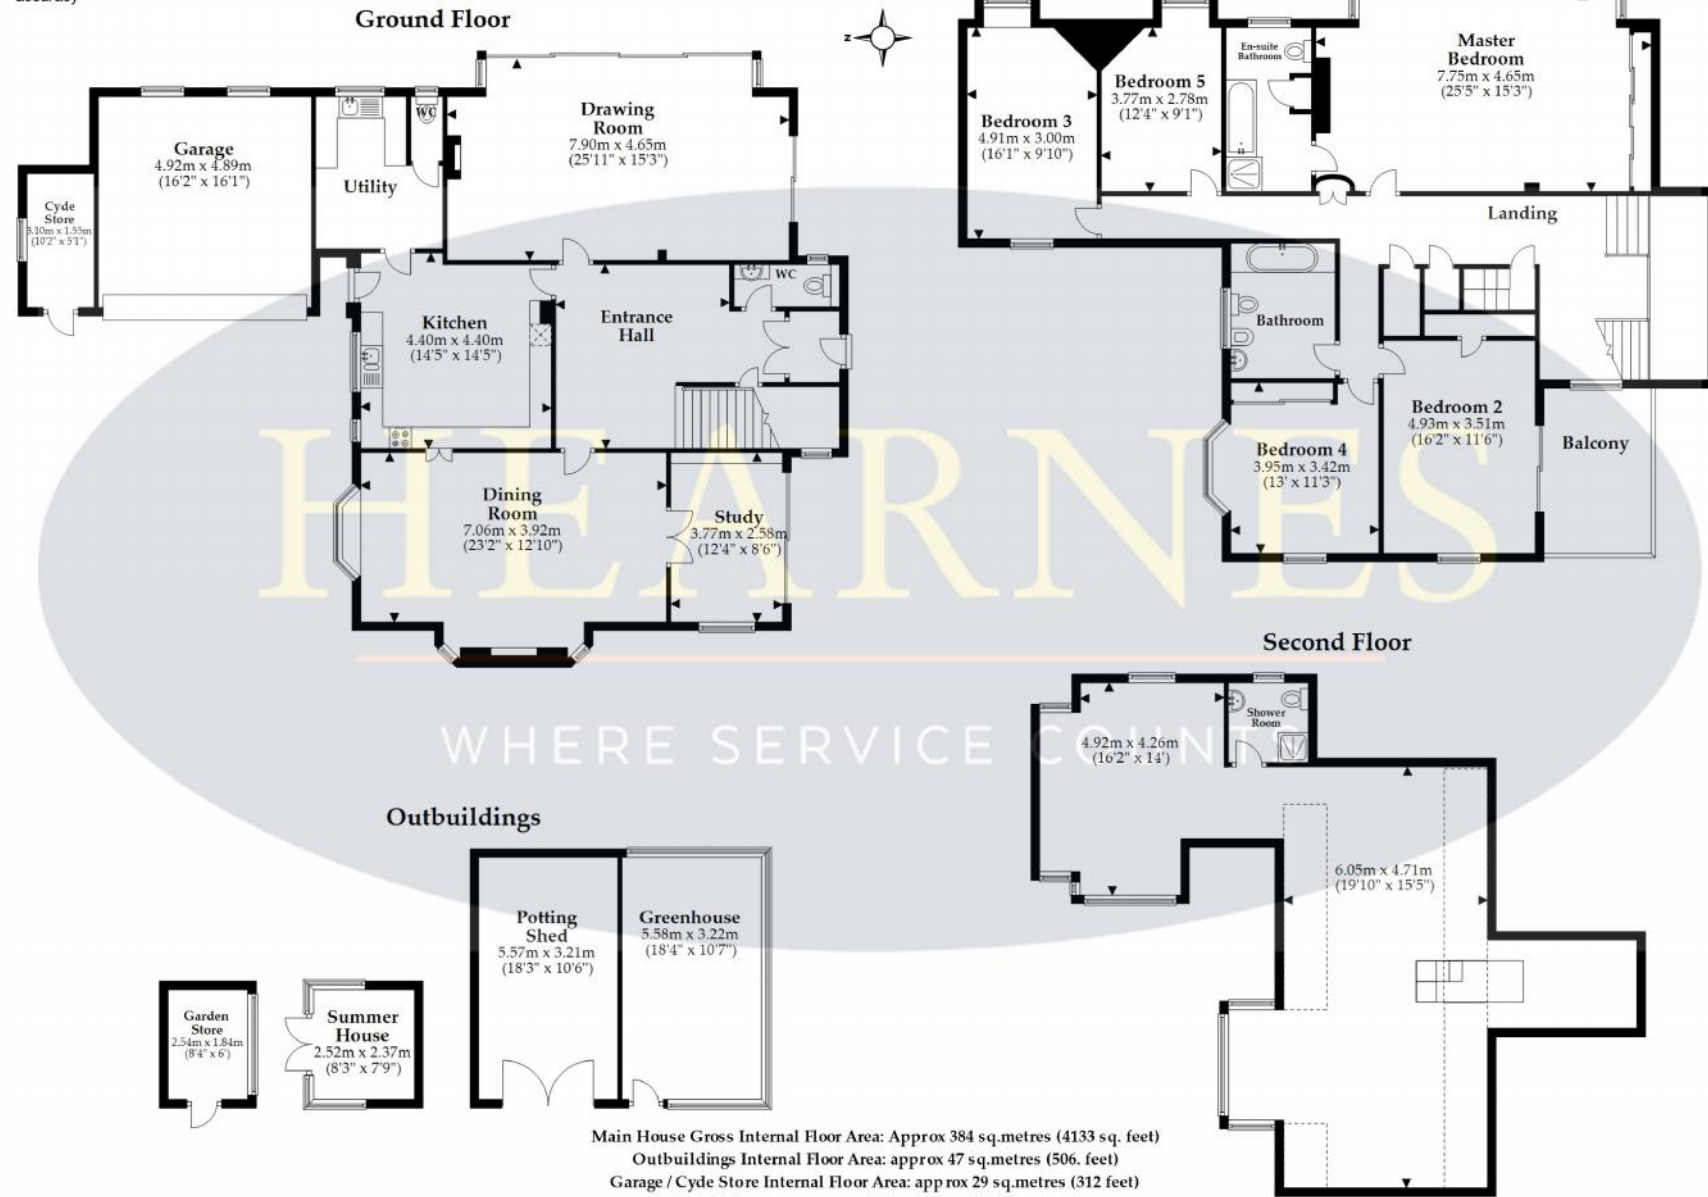 Ground Floor
Z
Garage
4.92m x 4.89m
(16'2" x 16'1")
Cyde
Store
3.10m x 1.55m
(10'2" x 5'1")
Utility
WC
Drawing
Room
7.90m x 4.65m
(25'11" x 15'3")
Kitchen
4.40m x 4.40m
(14'5" x 14'5")
Entrance
Hall
WC
Dining
Room
7.06m x 3.92m
(23'2" x 12'10")
Study
3.77m x 2.58m
(12'4" x 8'6")
Bedroom 3
4.91m x 3.00m
(16'1" x 9'10")
Bedroom 5
3.77m x 2.78m
(12'4" x 9'1")
En-suite
Bathroom
Master
Bedroom
7.75m x 4.65m
(25'5" x 15'3")
Landing
Bathroom
Bedroom 4
3.95m x 3.42m
(13' x 11'3")
Bedroom 2
4.93m x 3.51m
(16'2" x 11'6")
Balcony
HEARNES
WHERE SERVICE COUNTS
Second Floor
4.92m x 4.26m
(16'2" x 14')
Shower
Room
6.05m x 4.71m
(19'10" x 15'5")
Outbuildings
Garden
Store
2.54m x 1.84m
(8'4" x 6')
Summer
House
2.52m x 2.37m
(8'3" x 7'9")
Potting
Shed
5.57m x 3.21m
(18'3" x 10'6")
Greenhouse
5.58m x 3.22m
(18'4" x 10'7")
Main House Gross Internal Floor Area: Approx 384 sq.metres (4133 sq. feet)
Outbuildings Internal Floor Area: approx 47 sq.metres (506. feet)
Garage / Cyde Store Internal Floor Area: approx 29 sq.metres (312 feet)